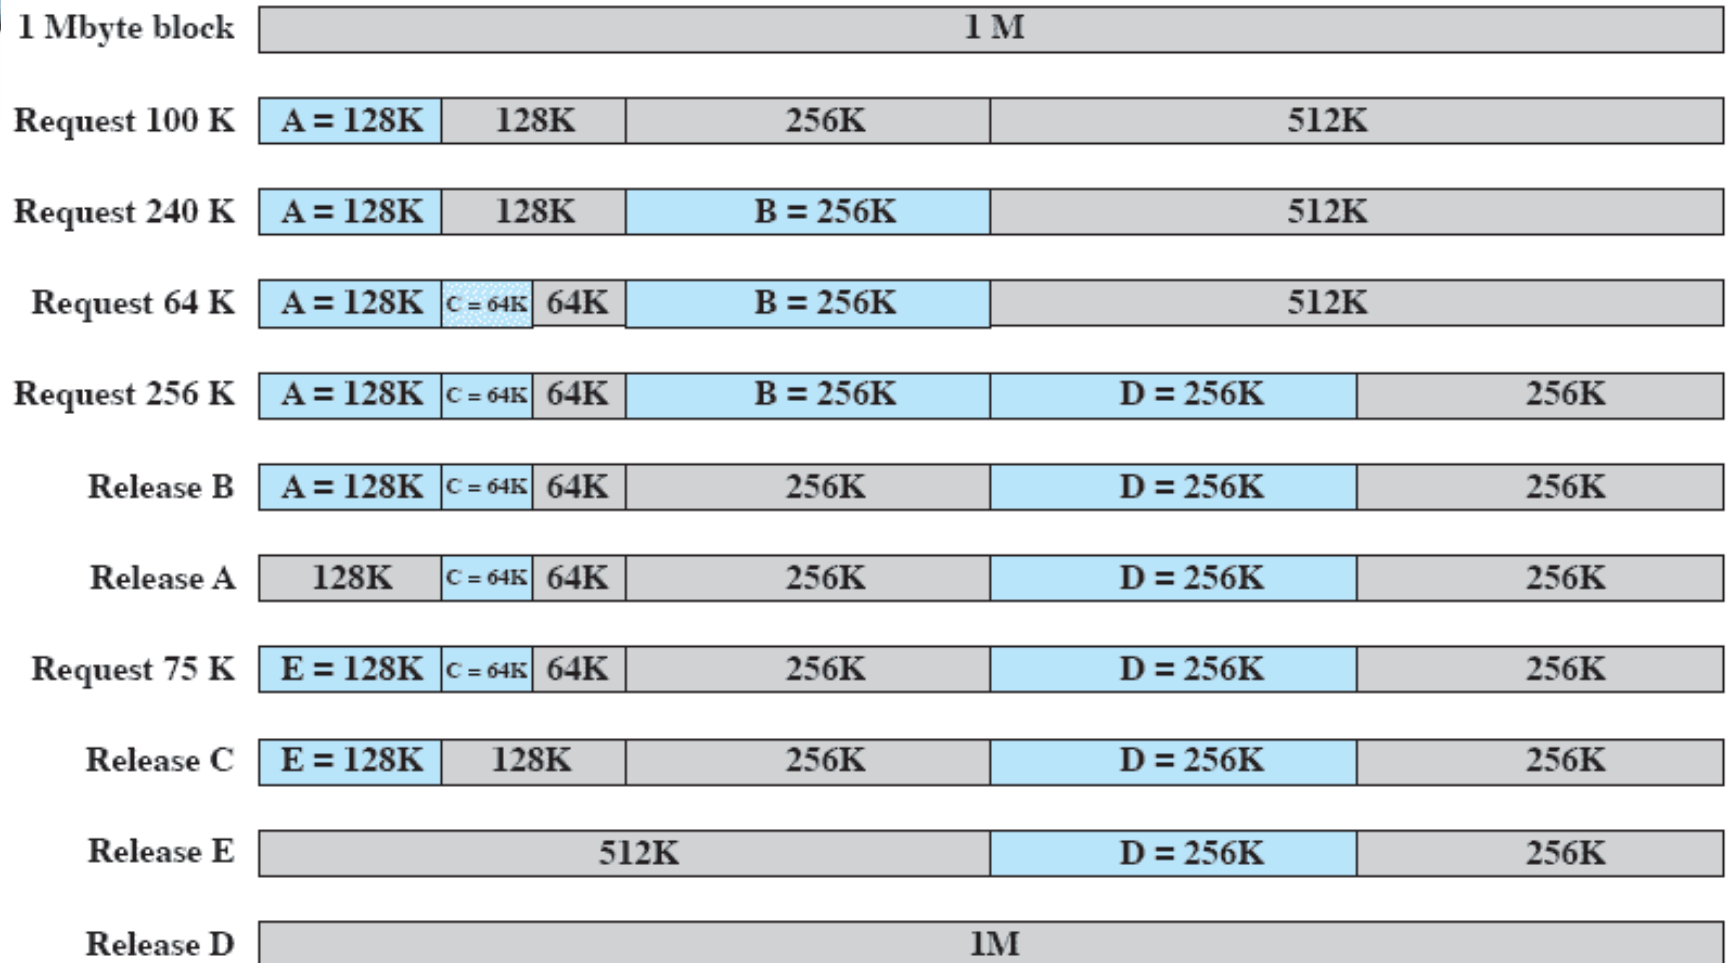 1 Mbyte block 1 M
Request 100 K A = 128K 128K 256K 512K
Request 240 K A = 128K 128K B = 256K 512K
Request 64 K A = 128K C = 64K 64K B = 256K 512K
Request 256 K A = 128K C = 64K 64K B = 256K D = 256K 256K
Release B A = 128K C = 64K 64K 256K D = 256K 256K
Release A 128K C = 64K 64K 256K D = 256K 256K
Request 75 K E = 128K C = 64K 64K 256K D = 256K 256K
Release C E = 128K 128K 256K D = 256K 256K
Release E 512K D = 256K 256K
Release D 1M